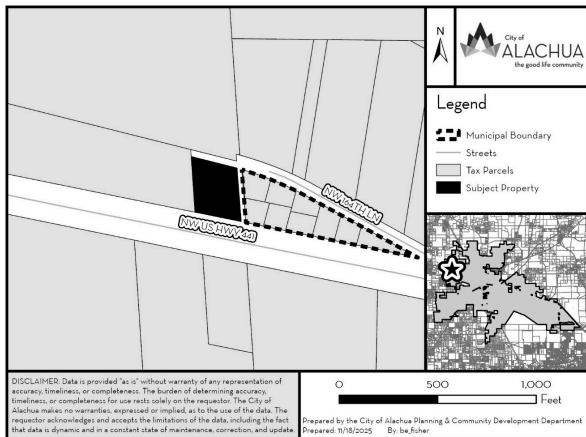 N
City of
ALACHUA
the good life community
Legend
Municipal Boundary
Streets
Tax Parcels
Subject Property
NW 164TH LN
NW US HWY 441
DISCLAIMER: Data is provided "as is" without warranty of any representation of
accuracy, timeliness, or completeness. The burden of determining accuracy,
timeliness, or completeness for use rests solely on the requestor. The City of
Alachua makes no warranties, expressed or implied, as to the use of the data. The
requestor acknowledges and accepts the limitations of the data, including the fact
that data is dynamic and in a constant state of maintenance, correction, and update.
0 500 1,000
Feet
Prepared by the City of Alachua Planning & Community Development Department
Prepared: 11/18/2025 By: be_fisher